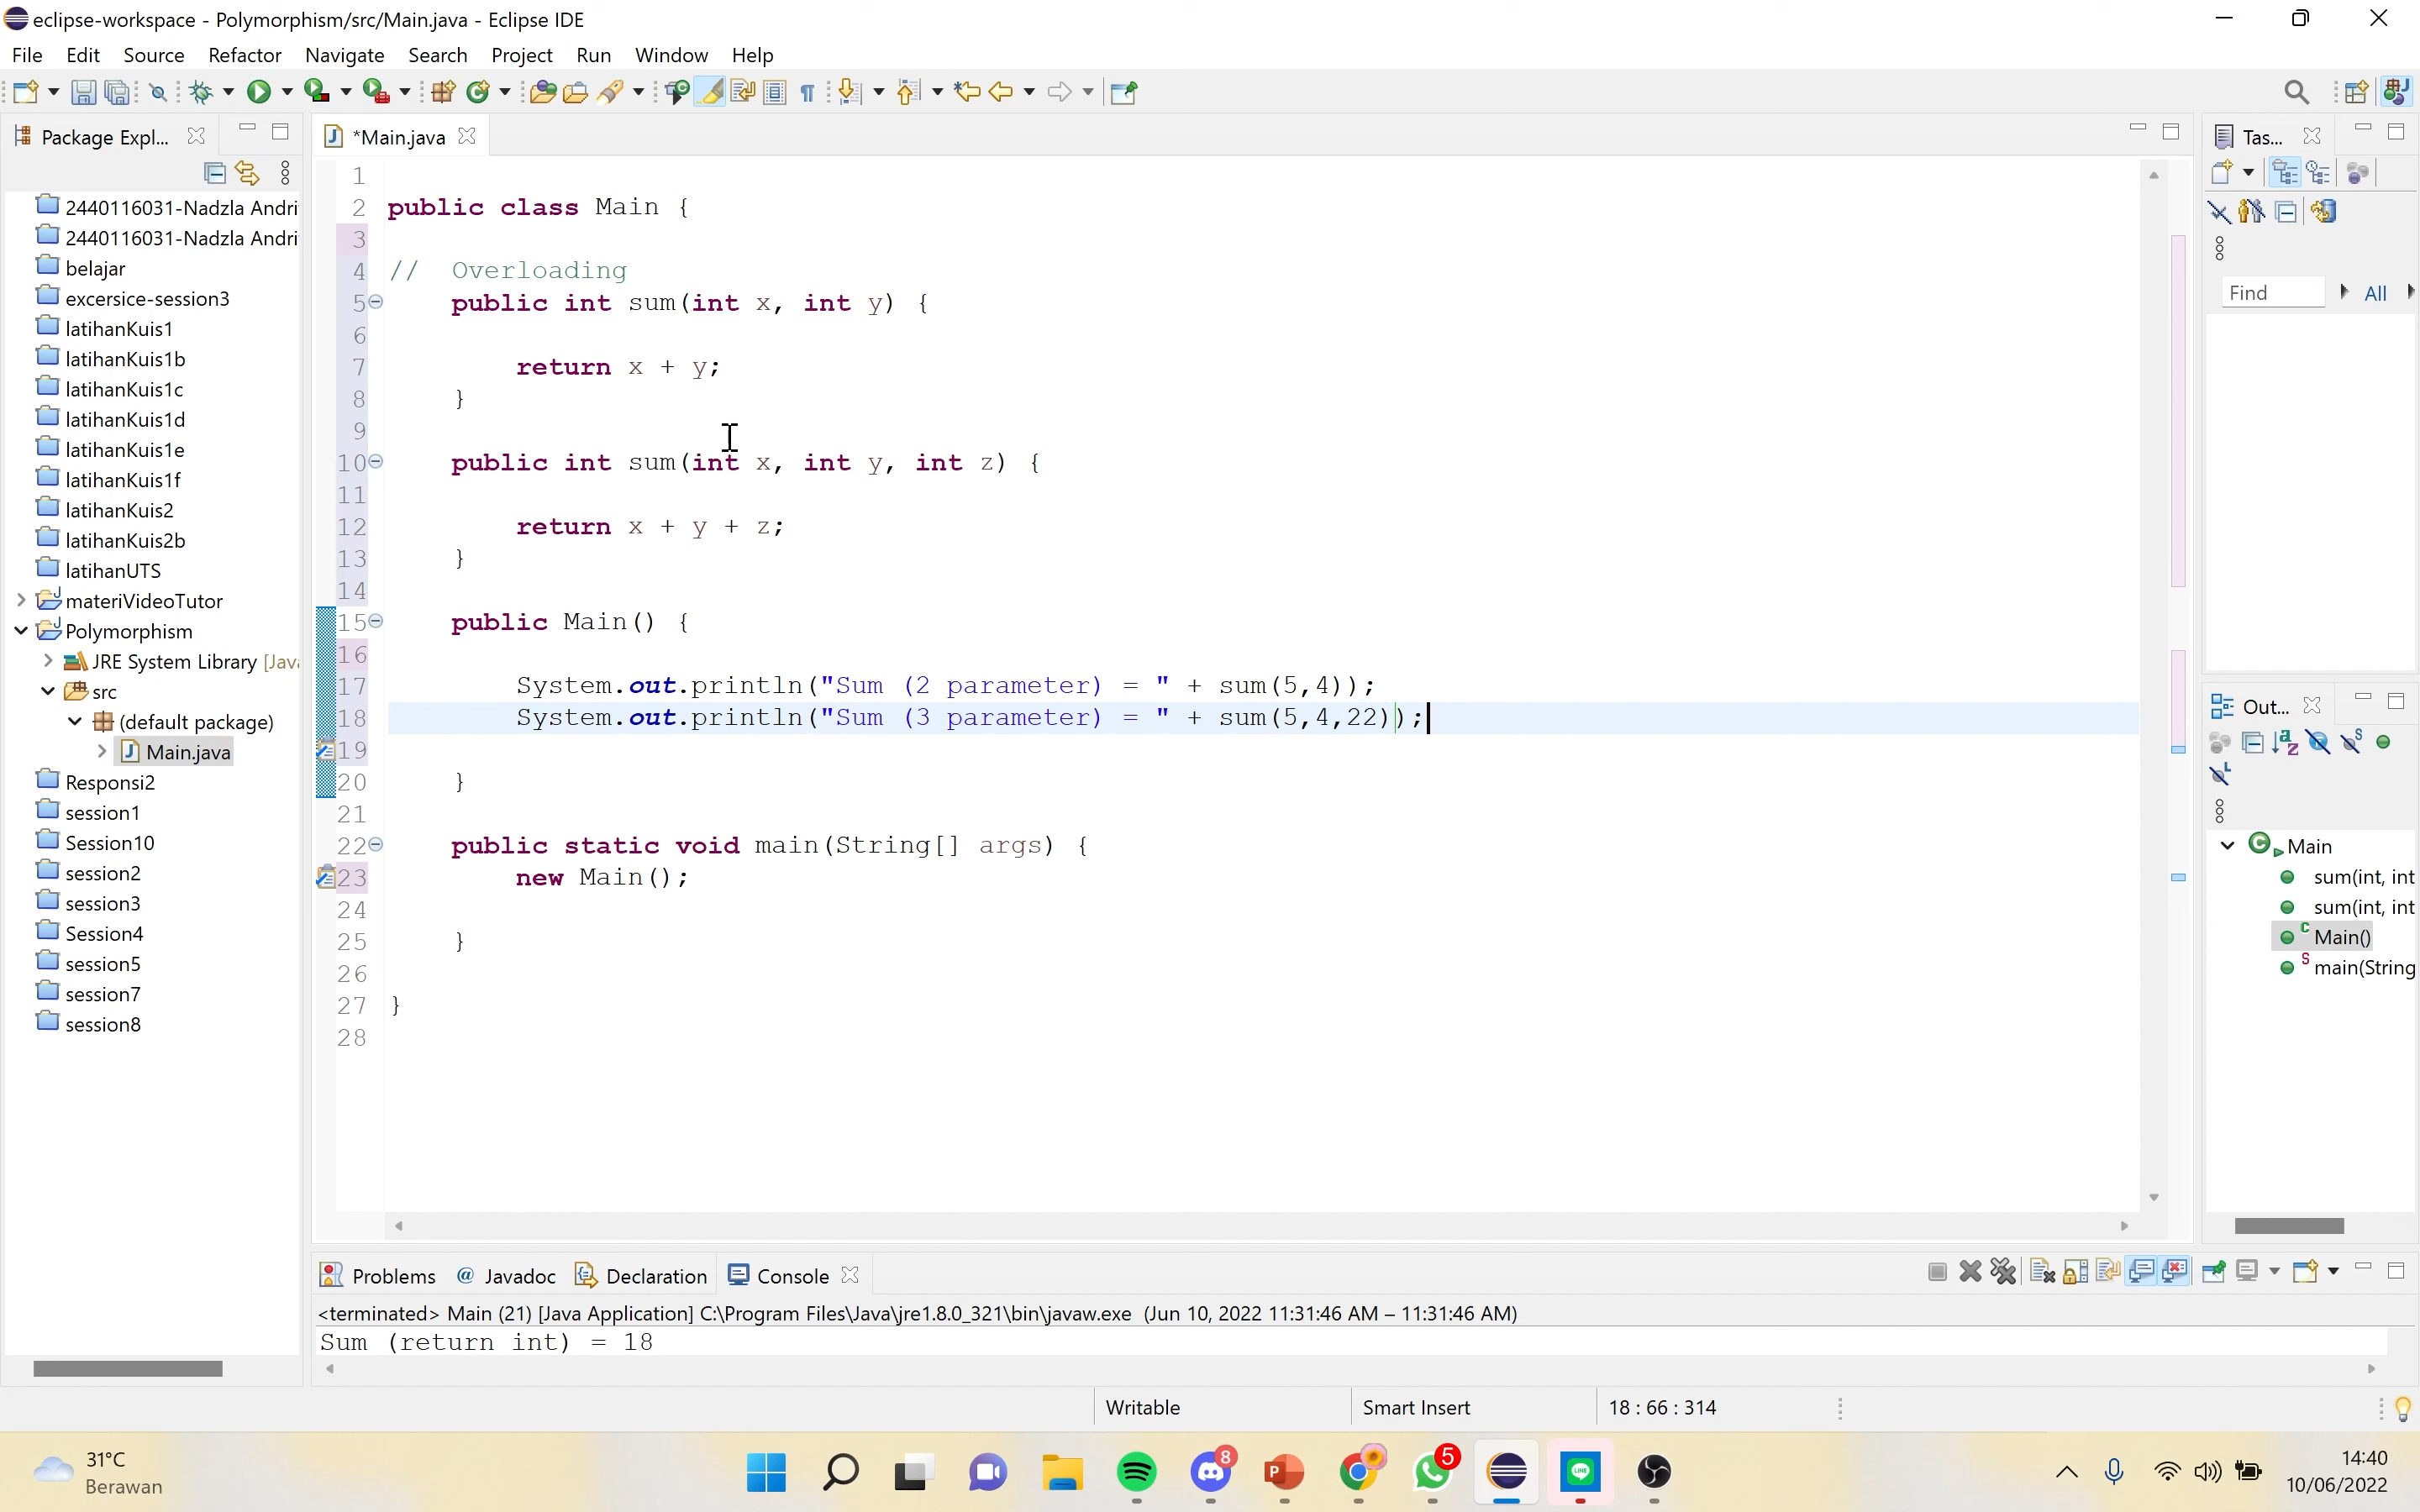 eclipse-workspace - Polymorphism/src/Main.java - Eclipse IDE
File Edit Source Refactor Navigate Search Project Run Window Help
Package Expl...
2440116031-Nadzla Andri
2440116031-Nadzla Andri
belajar
excersice-session3
latihanKuis1
latihanKuis1b
latihanKuis1c
latihanKuis1d
latihanKuis1e
latihanKuis1f
latihanKuis2
latihanKuis2b
latihanUTS
materiVideoTutor
Polymorphism
JRE System Library [Java
src
(default package)
Main.java
Responsi2
session1
Session10
session2
session3
Session4
session5
session7
session8
*Main.java
1
2 public class Main {
3
4 // Overloading
5 public int sum(int x, int y) {
6
7 return x + y;
8 }
9
10 public int sum(int x, int y, int z) {
11
12 return x + y + z;
13 }
14
15 public Main() {
16
17 System.out.println("Sum (2 parameter) = " + sum(5,4));
18 System.out.println("Sum (3 parameter) = " + sum(5,4,22));
19
20 }
21
22 public static void main(String[] args) {
23 new Main();
24
25 }
26
27 }
28
Tas...
Find All
Out...
Main
sum(int, int
sum(int, int
Main()
main(String
Problems Javadoc Declaration Console
<terminated> Main (21) [Java Application] C:\Program Files\Java\jre1.8.0_321\bin\javaw.exe (Jun 10, 2022 11:31:46 AM – 11:31:46 AM)
Sum (return int) = 18
Writable Smart Insert 18 : 66 : 314
31°C
Berawan
8
5
14:40
10/06/2022